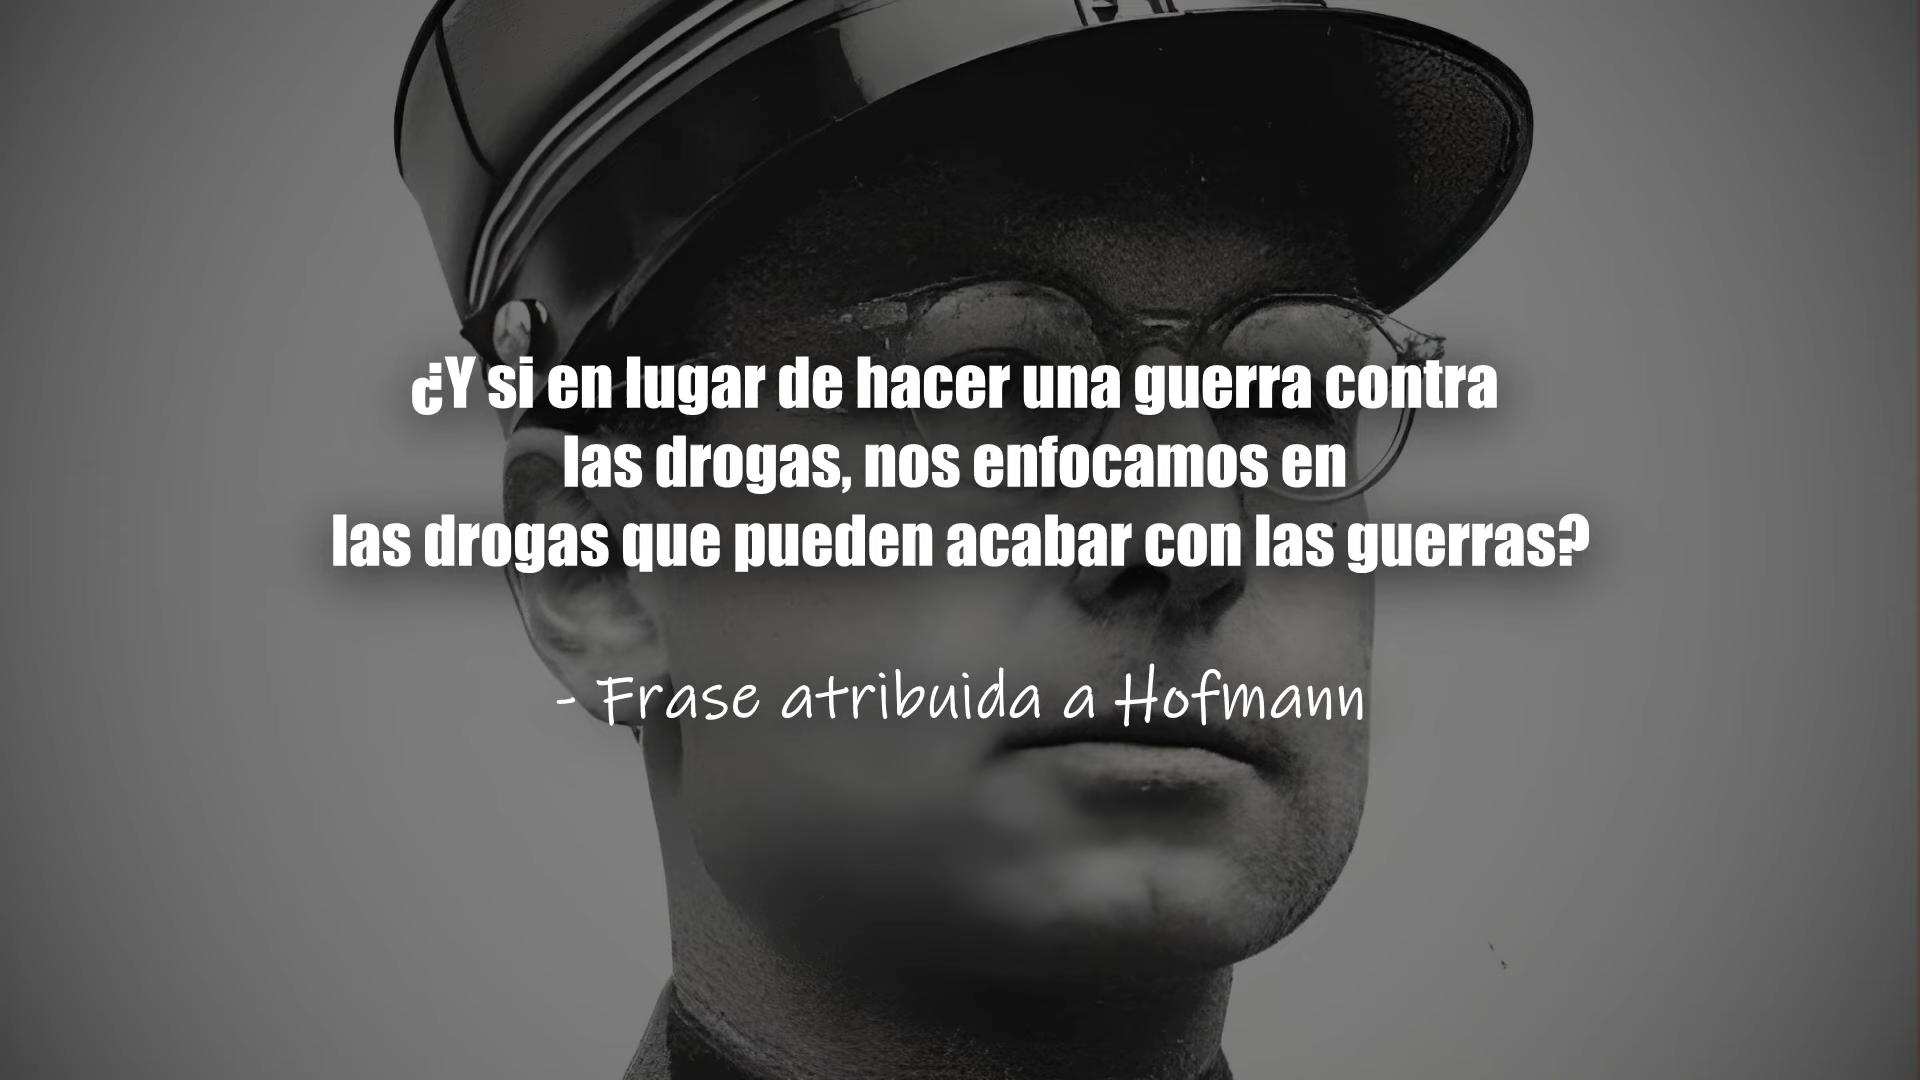 ¿Y si en lugar de hacer una guerra contra
las drogas, nos enfocamos en
las drogas que pueden acabar con las guerras?
- Frase atribuida a Hofmann